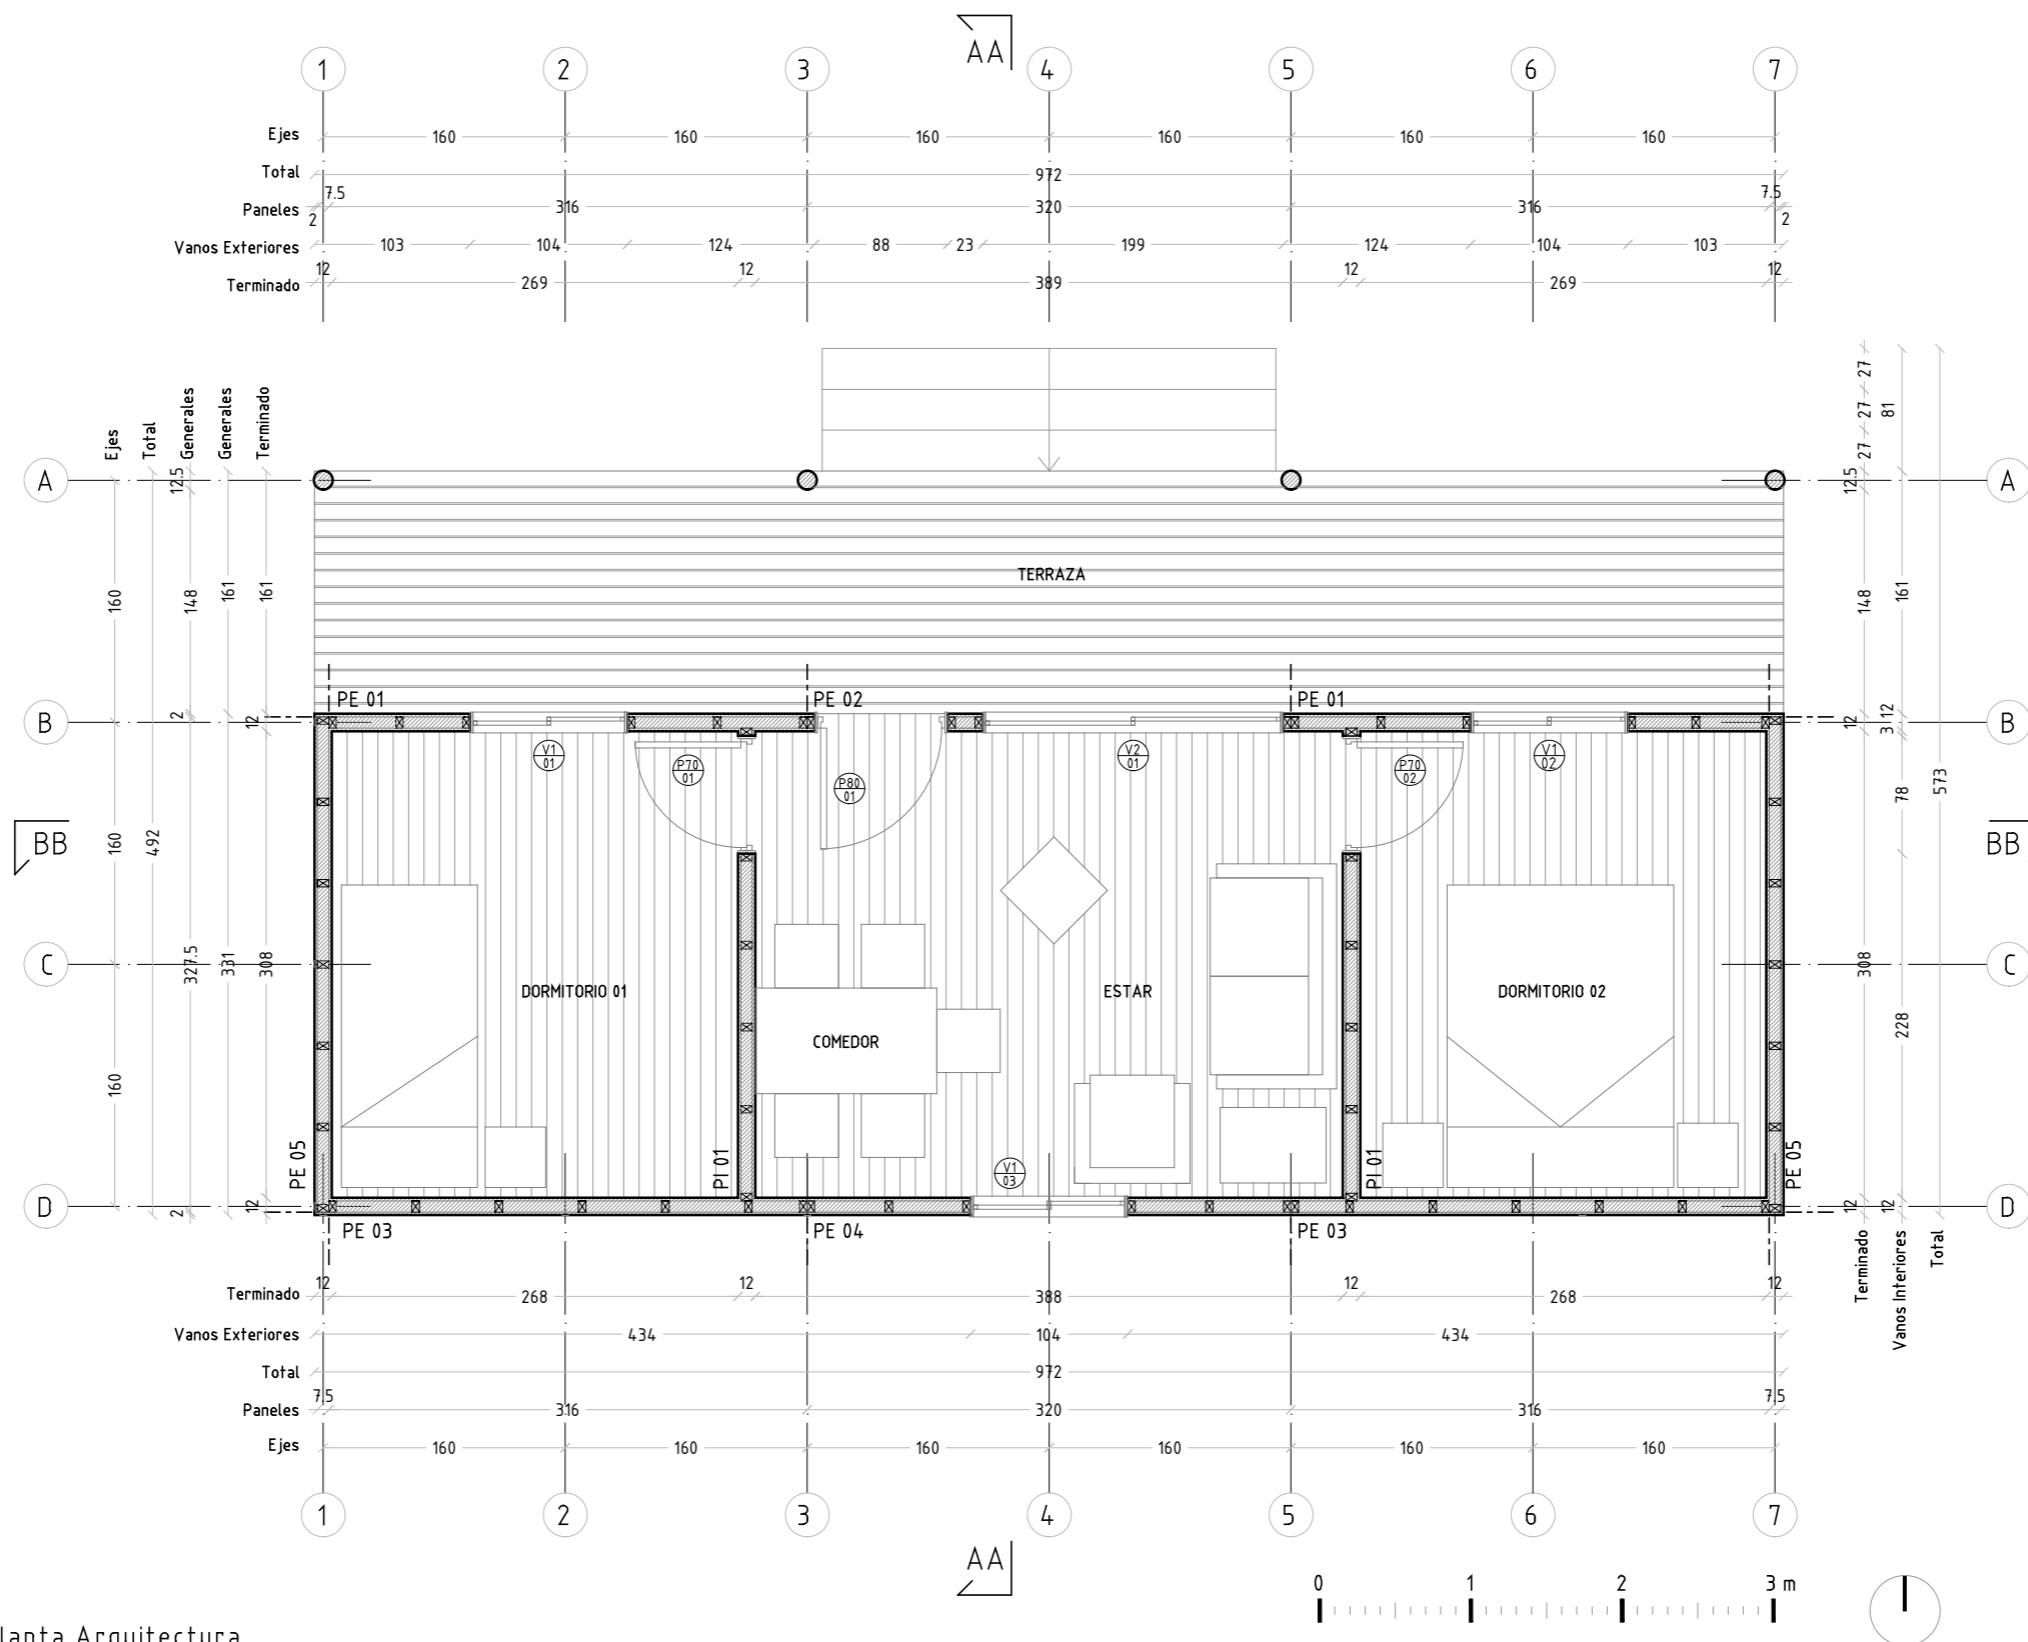 AA
1 2 3 4 5 6 7
Ejes 160 160 160 160 160 160
Total 972
7.5 7.5
Paneles 316 320 316
2 2
Vanos Exteriores 103 104 124 88 23 199 124 104 103
12 12 12 12
Terminado 269 389 269
Ejes Total Generales Generales Terminado
27 27 27 81
A 12.5 12.5 A
160 148 161 161 148 161
TERRAZA
PE 01 PE 02 PE 01
B 2 12 12 12 3 B
V1 01
P70 01
P80 01
V2 01
P70 02
V1 02
573
78
BB 160 492 BB
C 327.5 331 308 308 C
DORMITORIO 01 ESTAR DORMITORIO 02
COMEDOR
228
160
PE 05 PI 01 PI 01 PE 05
V1 03
D 2 12 12 12 D
PE 03 PE 04 PE 03
Terminado Vanos Interiores Total
12 12 12 12
Terminado 268 388 268
Vanos Exteriores 434 104 434
Total 972
7.5 7.5
Paneles 316 320 316
Ejes 160 160 160 160 160 160
1 2 3 4 5 6 7
AA
0 1 2 3 m
lanta Arquitectura